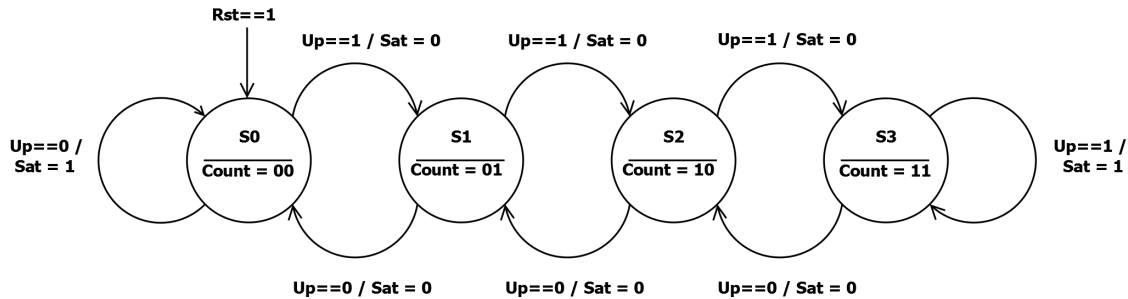 Rst==1
Up==1 / Sat = 0
Up==1 / Sat = 0
Up==1 / Sat = 0
Up==0 /
Sat = 1
S0
Count = 00
S1
Count = 01
S2
Count = 10
S3
Count = 11
Up==1 /
Sat = 1
Up==0 / Sat = 0
Up==0 / Sat = 0
Up==0 / Sat = 0